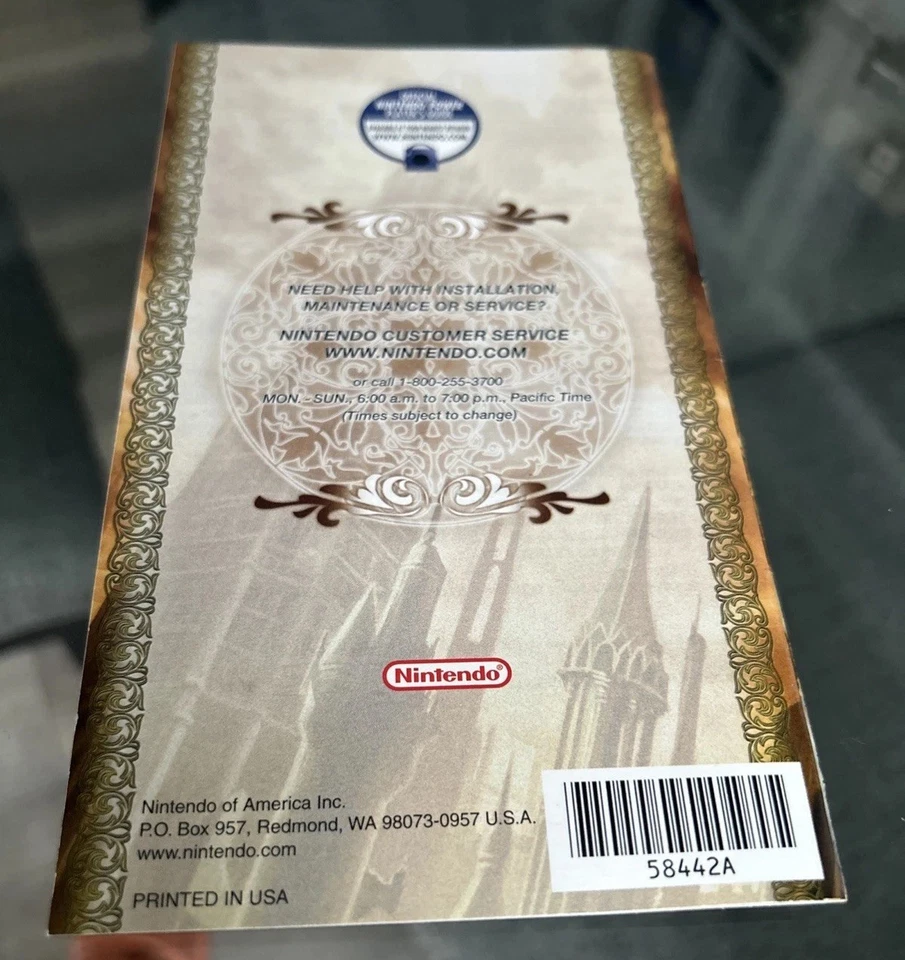 NINTENDO POWER
NEED HELP WITH INSTALLATION,
MAINTENANCE OR SERVICE?
NINTENDO CUSTOMER SERVICE
WWW.NINTENDO.COM
or call 1-800-255-3700
MON. - SUN., 6:00 a.m. to 7:00 p.m., Pacific Time
(Times subject to change)
Nintendo®
Nintendo of America Inc.
P.O. Box 957, Redmond, WA 98073-0957 U.S.A.
www.nintendo.com
58442A
PRINTED IN USA